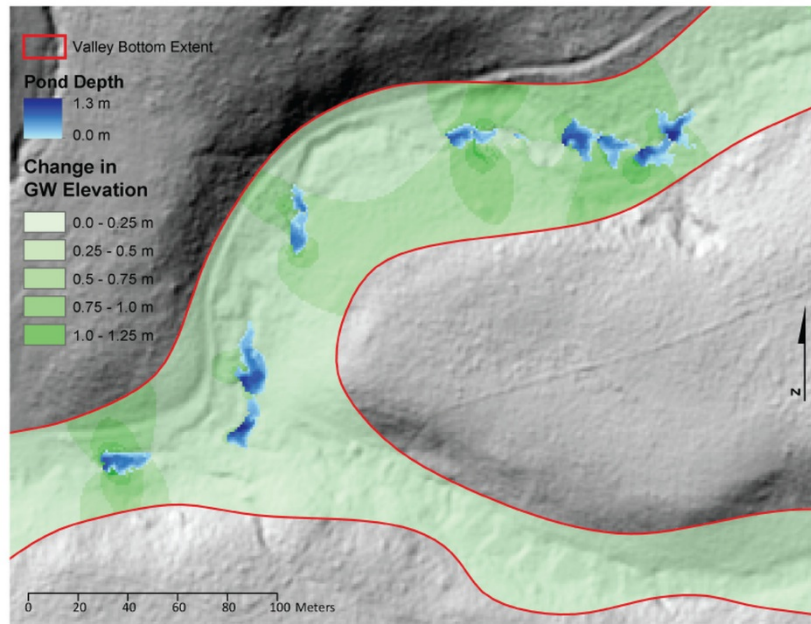 Valley Bottom Extent
Pond Depth
1.3 m
0.0 m
Change in
GW Elevation
0.0 - 0.25 m
0.25 - 0.5 m
0.5 - 0.75 m
0.75 - 1.0 m
1.0 - 1.25 m
N
0 20 40 60 80 100 Meters